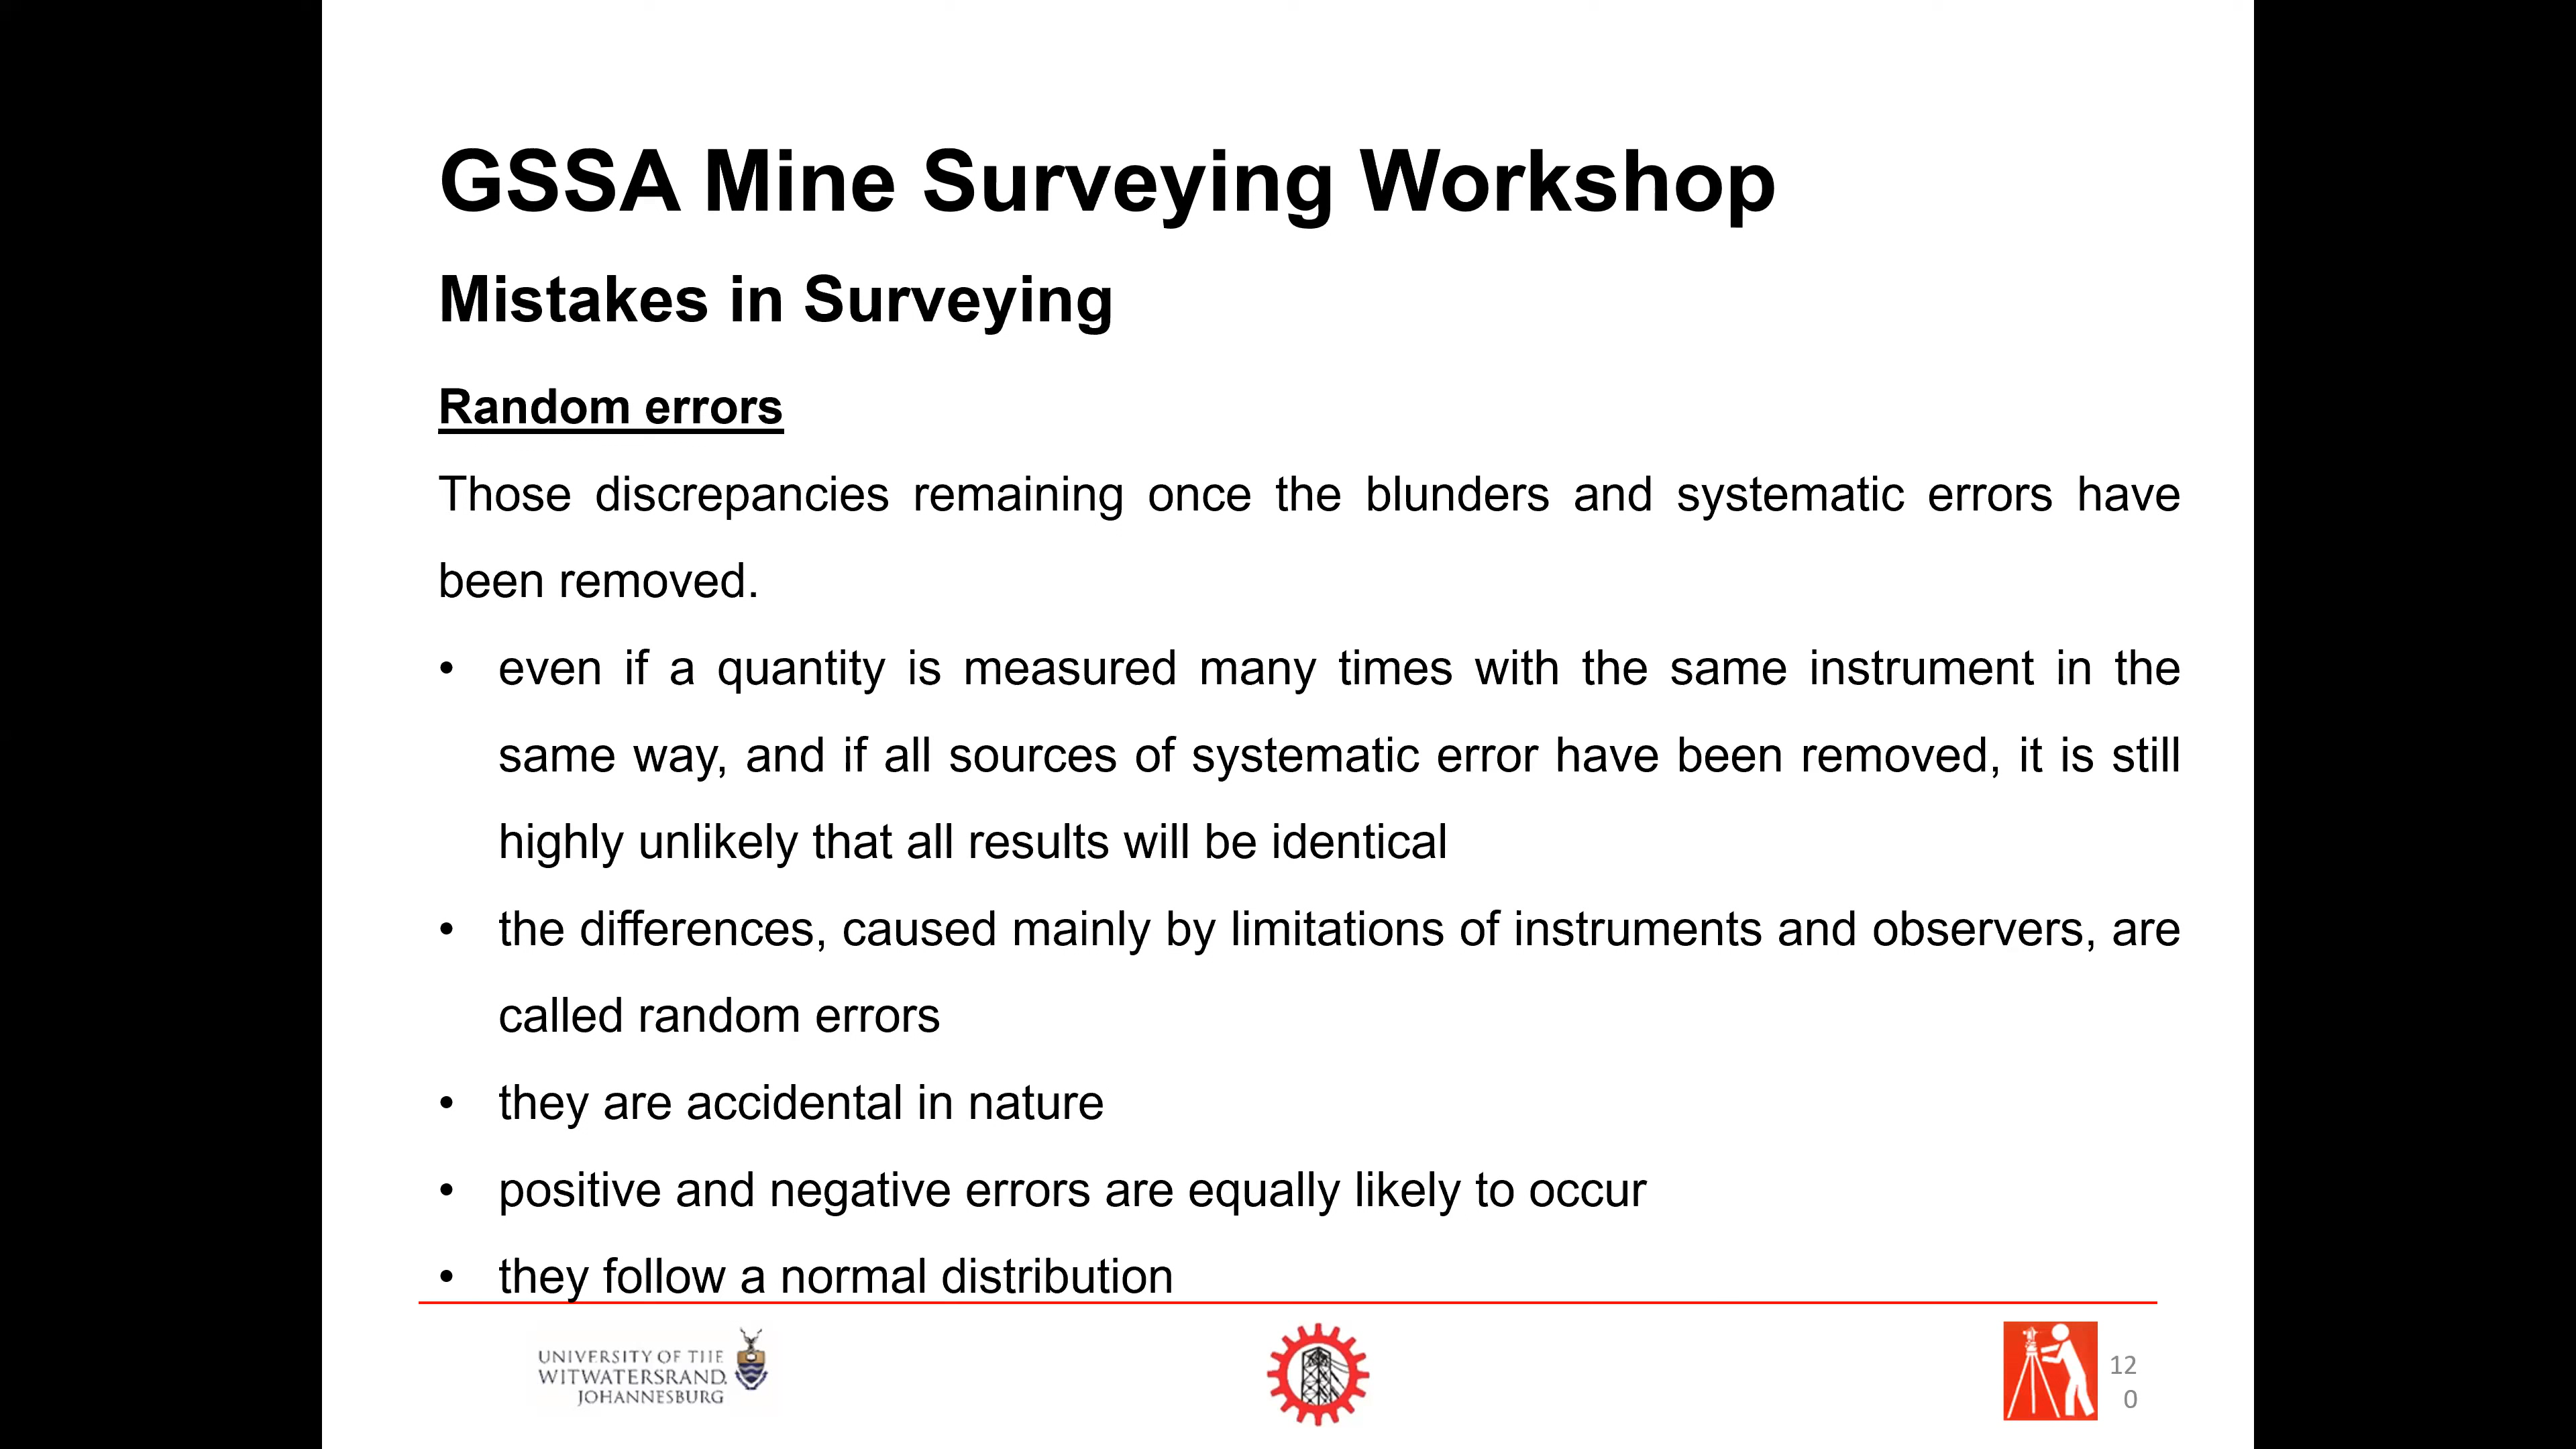 GSSA Mine Surveying Workshop
Mistakes in Surveying
Random errors
Those discrepancies remaining once the blunders and systematic errors have
been removed.
• even if a quantity is measured many times with the same instrument in the
same way, and if all sources of systematic error have been removed, it is still
highly unlikely that all results will be identical
• the differences, caused mainly by limitations of instruments and observers, are
called random errors
• they are accidental in nature
• positive and negative errors are equally likely to occur
• they follow a normal distribution
UNIVERSITY OF THE
WITWATERSRAND,
JOHANNESBURG
12
0